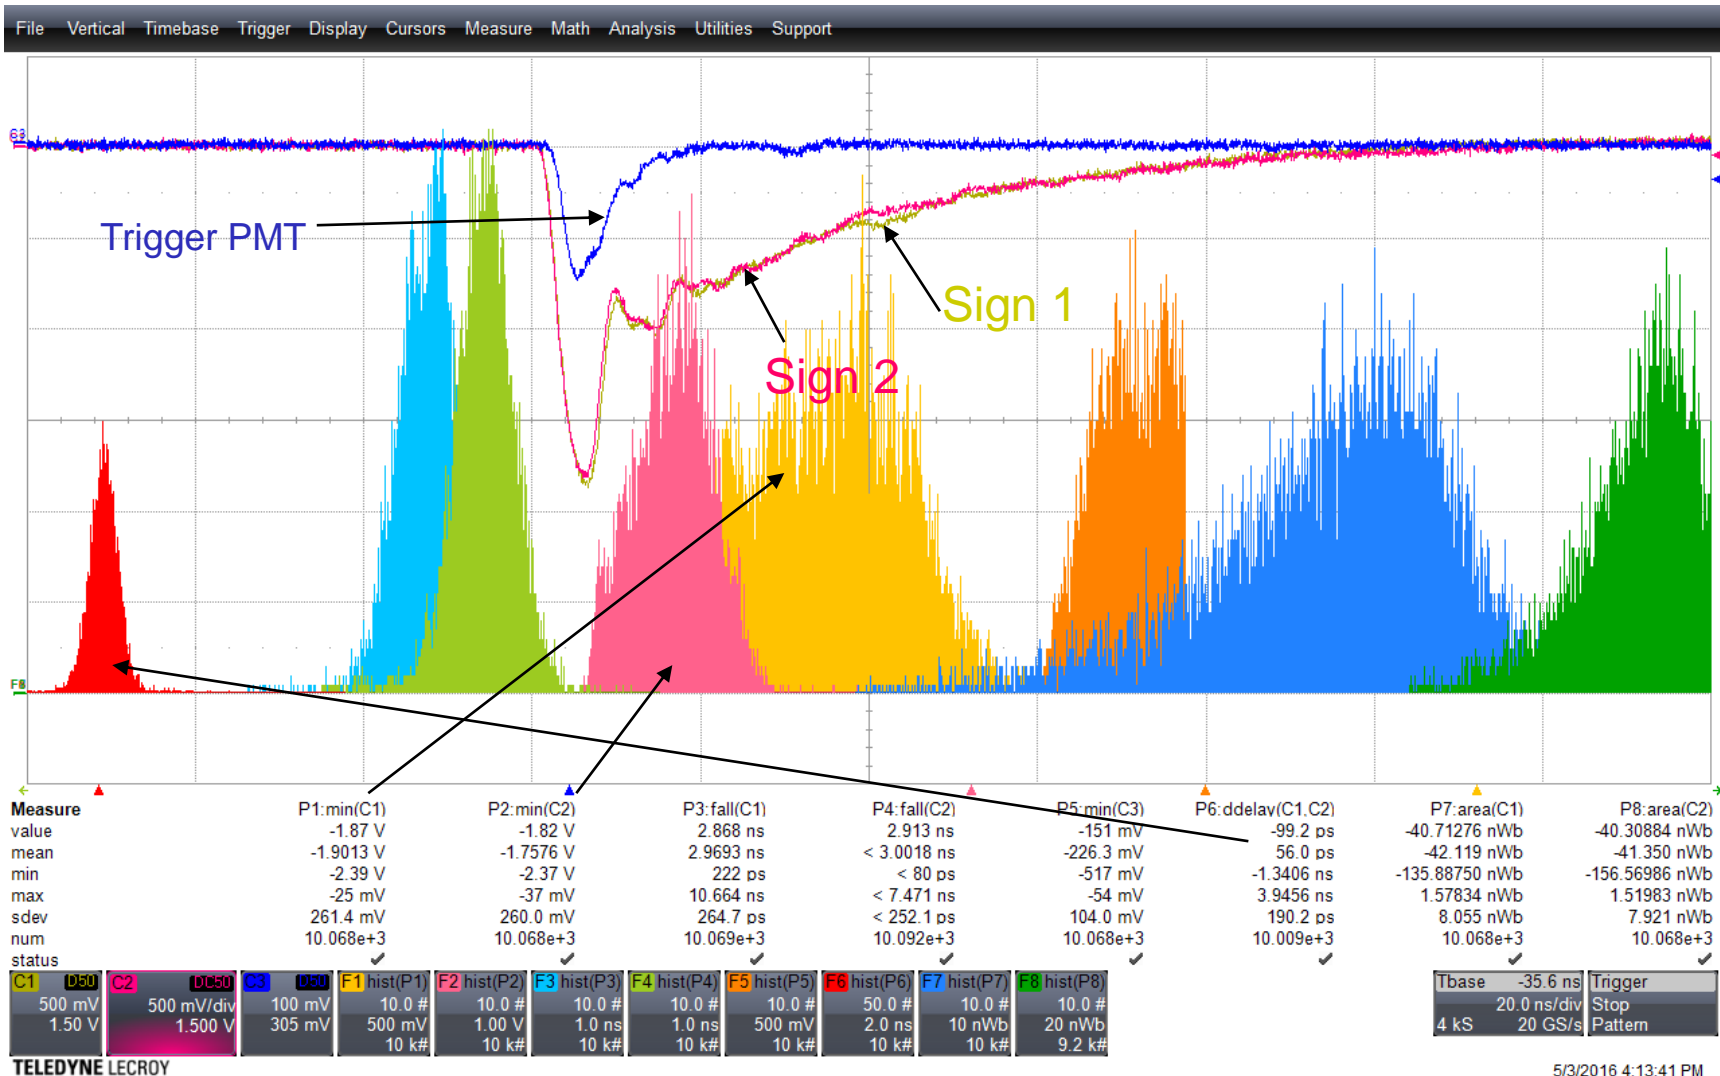 File Vertical Timebase Trigger Display Cursors Measure Math Analysis Utilities Support
Trigger PMT
Sign 1
Sign 2
Measure P1:min(C1) P2:min(C2) P3:fall(C1) P4:fall(C2) P5:min(C3) P6:ddelay(C1,C2) P7:area(C1) P8:area(C2)
value -1.87 V -1.82 V 2.868 ns 2.913 ns -151 mV -99.2 ps -40.71276 nWb -40.30884 nWb
mean -1.9013 V -1.7576 V 2.9693 ns < 3.0018 ns -226.3 mV 56.0 ps -42.119 nWb -41.350 nWb
min -2.39 V -2.37 V 222 ps < 80 ps -517 mV -1.3406 ns -135.88750 nWb -156.56986 nWb
max -25 mV -37 mV 10.664 ns < 7.471 ns -54 mV 3.9456 ns 1.57834 nWb 1.51983 nWb
sdev 261.4 mV 260.0 mV 264.7 ps < 252.1 ps 104.0 mV 190.2 ps 8.055 nWb 7.921 nWb
num 10.068e+3 10.068e+3 10.069e+3 10.092e+3 10.068e+3 10.009e+3 10.068e+3 10.068e+3
status
C1 D50 C2 DC50 C3 D50 F1 hist(P1) F2 hist(P2) F3 hist(P3) F4 hist(P4) F5 hist(P5) F6 hist(P6) F7 hist(P7) F8 hist(P8) Tbase -35.6 ns Trigger
500 mV 500 mV/div 100 mV 10.0 # 10.0 # 10.0 # 10.0 # 10.0 # 50.0 # 10.0 # 10.0 # 20.0 ns/div Stop
1.50 V 1.500 V 305 mV 500 mV 1.00 V 1.0 ns 1.0 ns 500 mV 2.0 ns 10 nWb 20 nWb 4 kS 20 GS/s Pattern
10 k# 10 k# 10 k# 10 k# 10 k# 10 k# 10 k# 9.2 k#
TELEDYNE LECROY 5/3/2016 4:13:41 PM